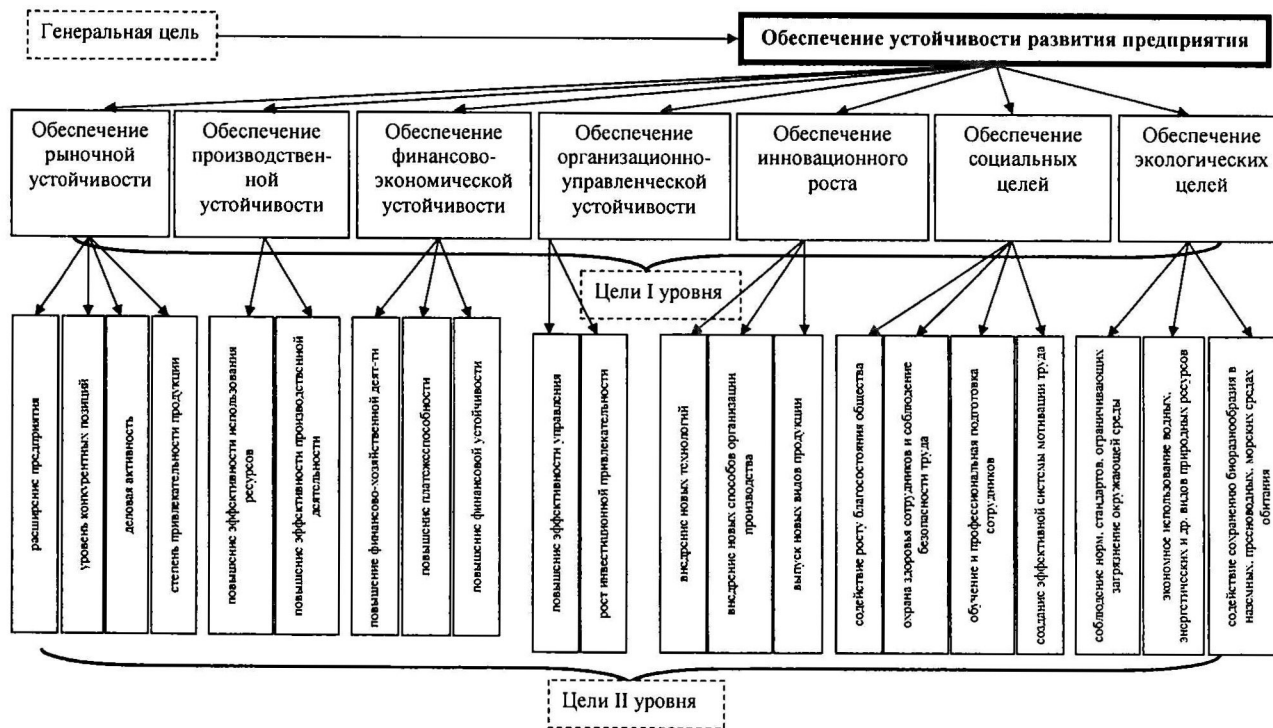 Генеральная цель
Обеспечение устойчивости развития предприятия
Обеспечение
рыночной
устойчивости
Обеспечение
производствен-
ной
устойчивости
Обеспечение
финансово-
экономической
устойчивости
Обеспечение
организационно-
управленческой
устойчивости
Обеспечение
инновационного
роста
Обеспечение
социальных
целей
Обеспечение
экологических
целей
Цели I уровня
расширение предприятия
уровень конкурентных позиций
деловая активность
степень привлекательности продукции
повышение эффективности использования
ресурсов
повышение эффективности производственной
деятельности
повышение финансово-хозяйственной деят-ти
повышение платежеспособности
повышение финансовой устойчивости
повышение эффективности управления
рост инвестиционной привлекательности
внедрение новых технологий
внедрение новых способов организации
производства
выпуск новых видов продукции
содействие росту благосостояния общества
охрана здоровья сотрудников и соблюдение
безопасности труда
обучение и профессиональная подготовка
сотрудников
создание эффективной системы мотивации труда
соблюдение норм, стандартов, ограничивающих
загрязнение окружающей среды
экономное использование водных,
энергетических и др. видов природных ресурсов
содействие сохранению биоразнообразия в
наземных, пресноводных, морских средах
обитания
Цели II уровня